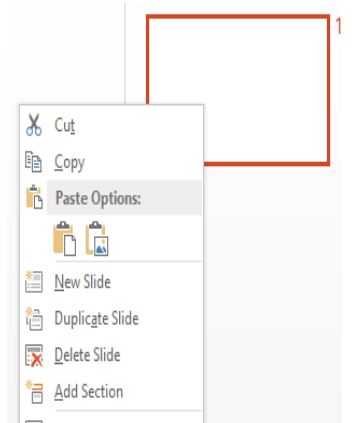 1
Cut
Copy
Paste Options:
New Slide
Duplicate Slide
Delete Slide
Add Section